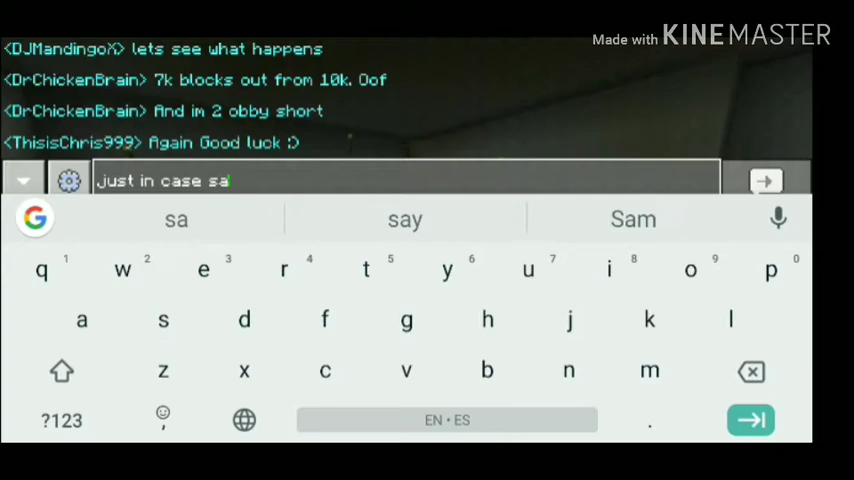 Made with KINEMASTER
<DJMandingoX> lets see what happens
<DrChickenBrain> 7k blocks out from 10k. Oof
<DrChickenBrain> And im 2 obby short
<ThisisChris999> Again Good luck :)
just in case sa
G sa say Sam
q 1 w 2 e 3 r 4 t 5 y 6 u 7 i 8 o 9 p 0
a s d f g h j k l
z x c v b n m
?123 , EN • ES .